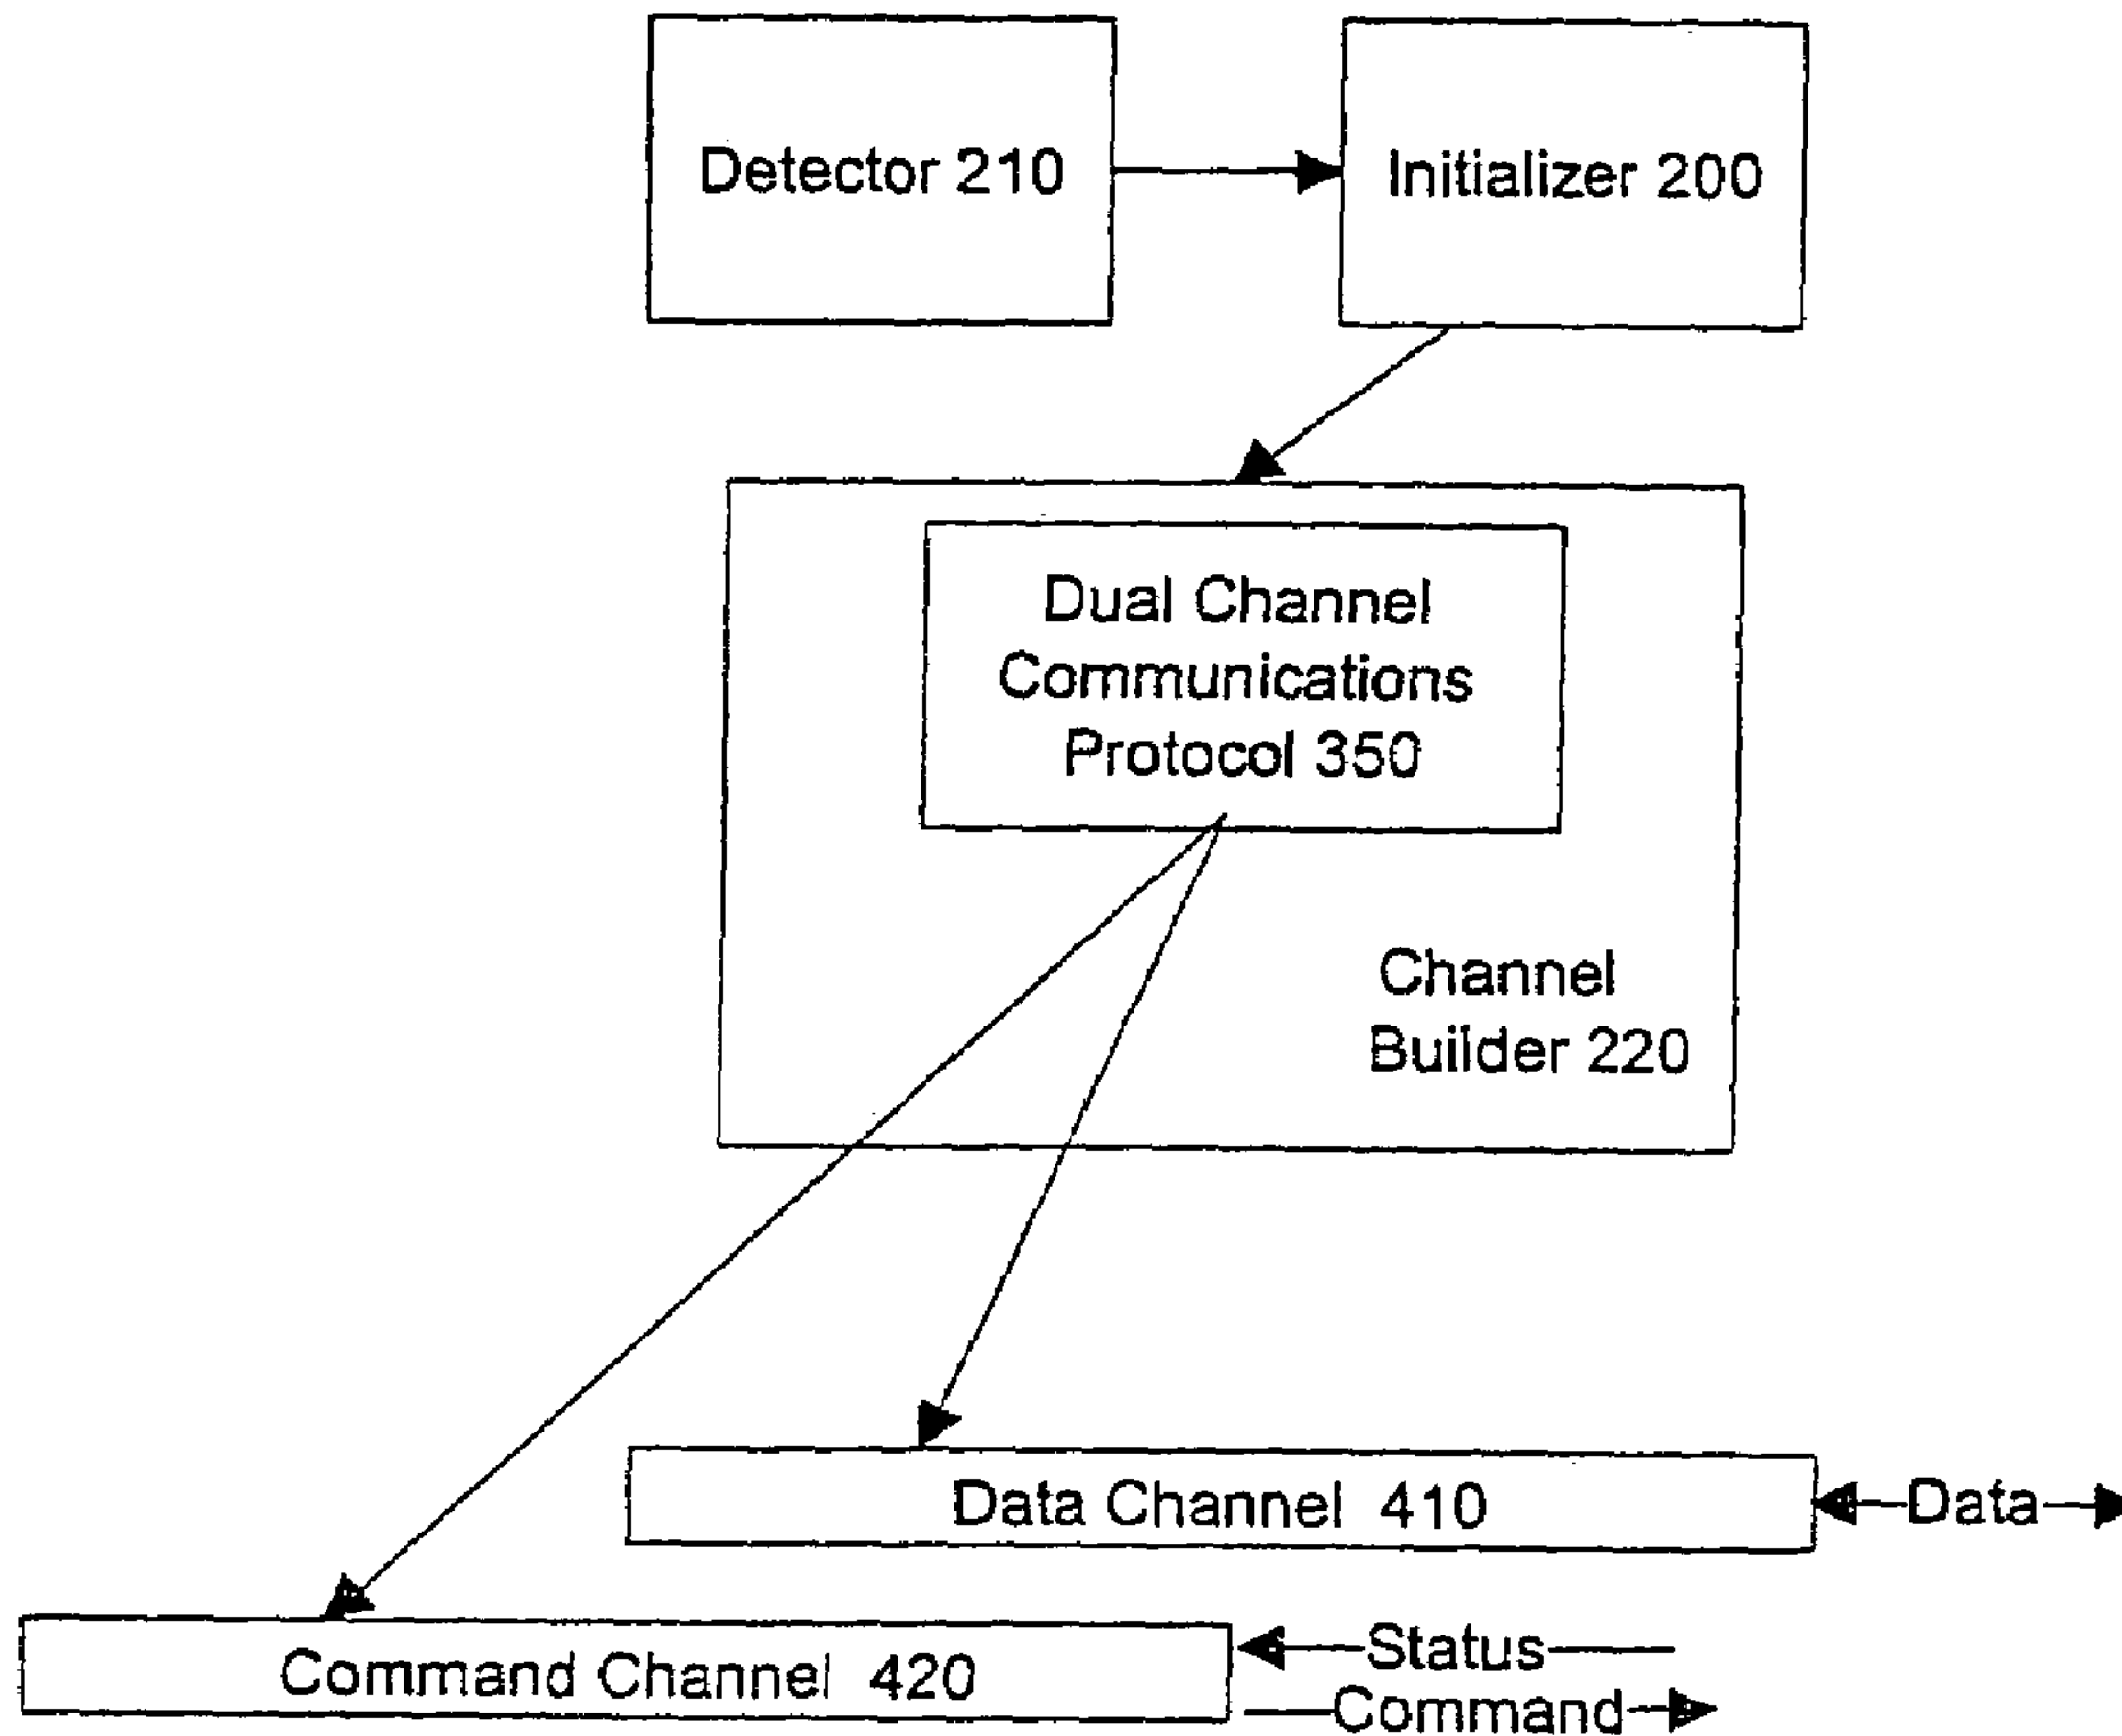 Detector 210
Initializer 200
Dual Channel
Communications
Protocol 350
Channel
Builder 220
Data Channel 410
Data
Command Channel 420
Status
Command